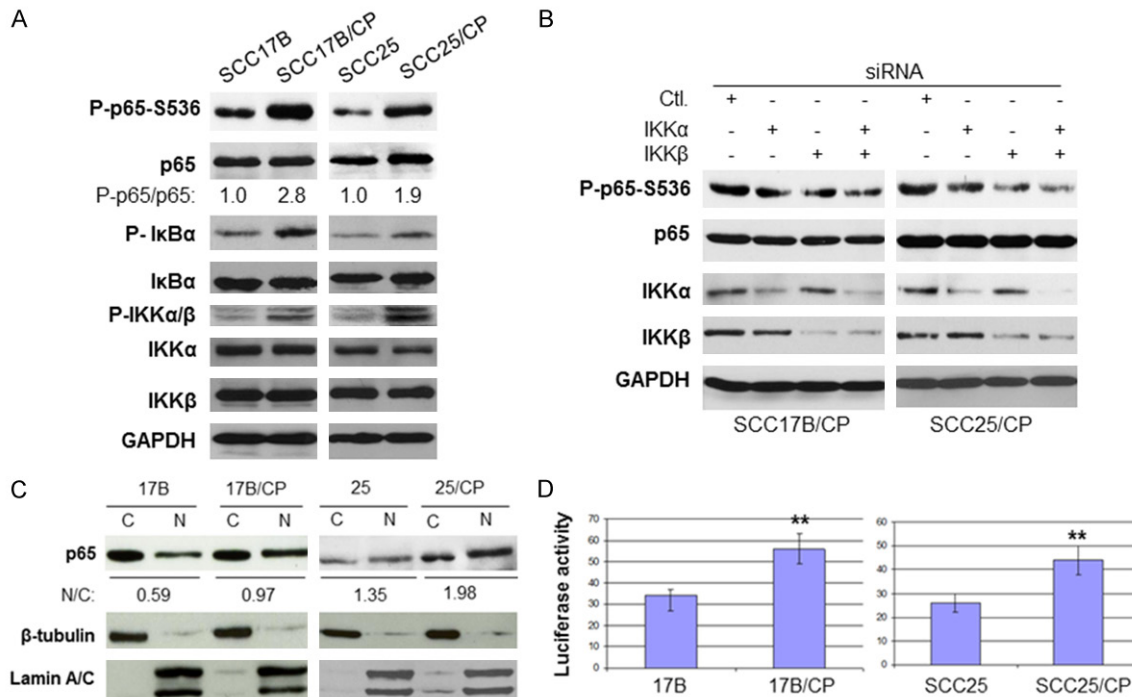 A
SCC17B SCC17B/CP SCC25 SCC25/CP
P-p65-S536
p65
P-p65/p65: 1.0 2.8 1.0 1.9
P- IκBα
IκBα
P-IKKα/β
IKKα
IKKβ
GAPDH
B
siRNA
Ctl. + - - - + - - -
IKKα - + - + - + - +
IKKβ - - + + - - + +
P-p65-S536
p65
IKKα
IKKβ
GAPDH
SCC17B/CP SCC25/CP
C
17B 17B/CP 25 25/CP
C N C N C N C N
p65
N/C: 0.59 0.97 1.35 1.98
β-tubulin
Lamin A/C
D
Luciferase activity
70
60
50
40
30
20
10
0
**
17B 17B/CP
60
50
40
30
20
10
0
**
SCC25 SCC25/CP